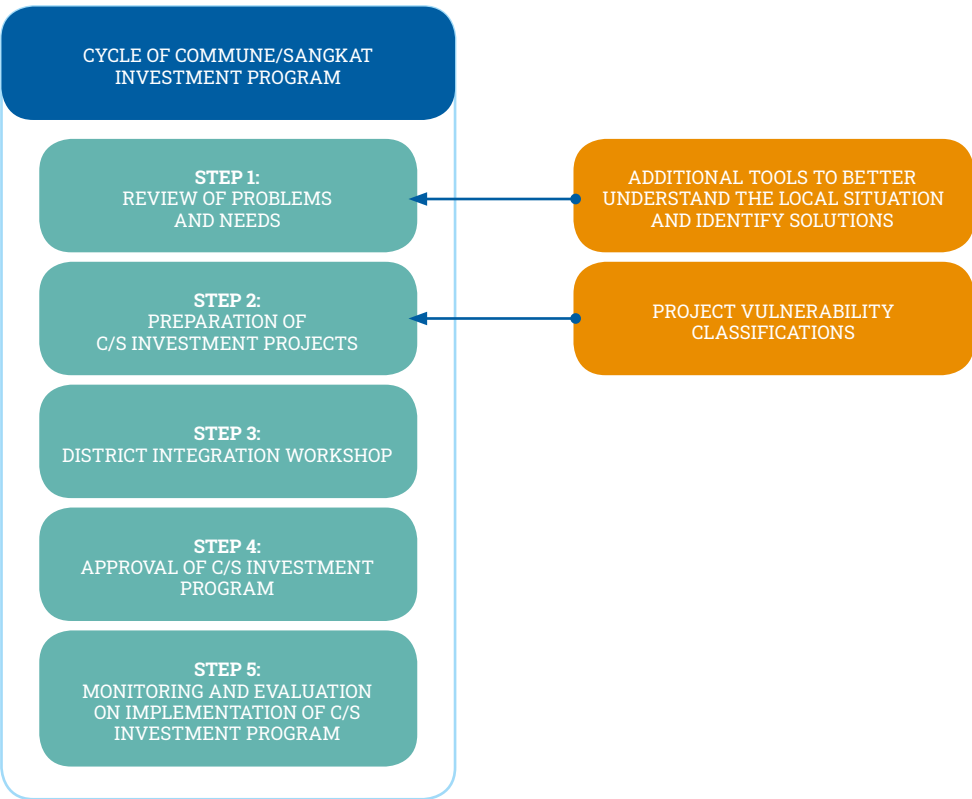 CYCLE OF COMMUNE/SANGKAT
INVESTMENT PROGRAM
STEP 1:
REVIEW OF PROBLEMS
AND NEEDS
ADDITIONAL TOOLS TO BETTER
UNDERSTAND THE LOCAL SITUATION
AND IDENTIFY SOLUTIONS
STEP 2:
PREPARATION OF
C/S INVESTMENT PROJECTS
PROJECT VULNERABILITY
CLASSIFICATIONS
STEP 3:
DISTRICT INTEGRATION WORKSHOP
STEP 4:
APPROVAL OF C/S INVESTMENT
PROGRAM
STEP 5:
MONITORING AND EVALUATION
ON IMPLEMENTATION OF C/S
INVESTMENT PROGRAM